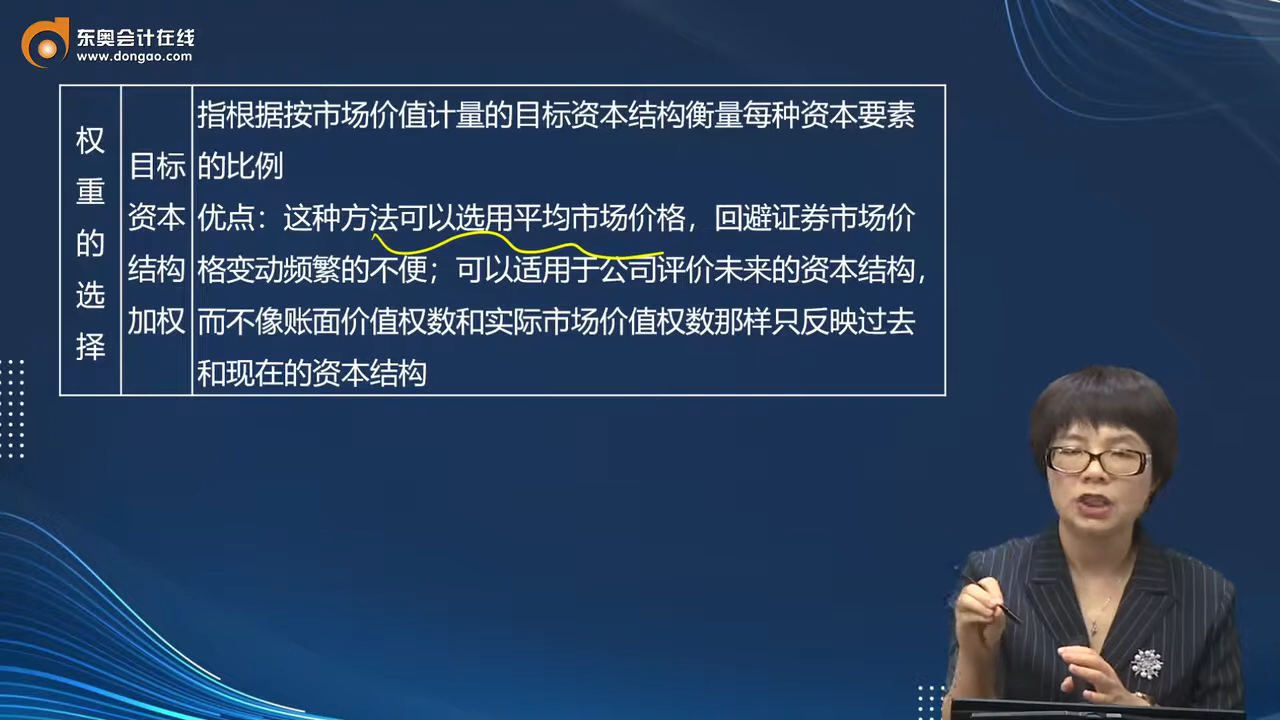 东奥会计在线
www.dongao.com
权重的选择
目标资本结构加权
指根据按市场价值计量的目标资本结构衡量每种资本要素
的比例
优点：这种方法可以选用平均市场价格，回避证券市场价
格变动频繁的不便；可以适用于公司评价未来的资本结构，
而不像账面价值权数和实际市场价值权数那样只反映过去
和现在的资本结构